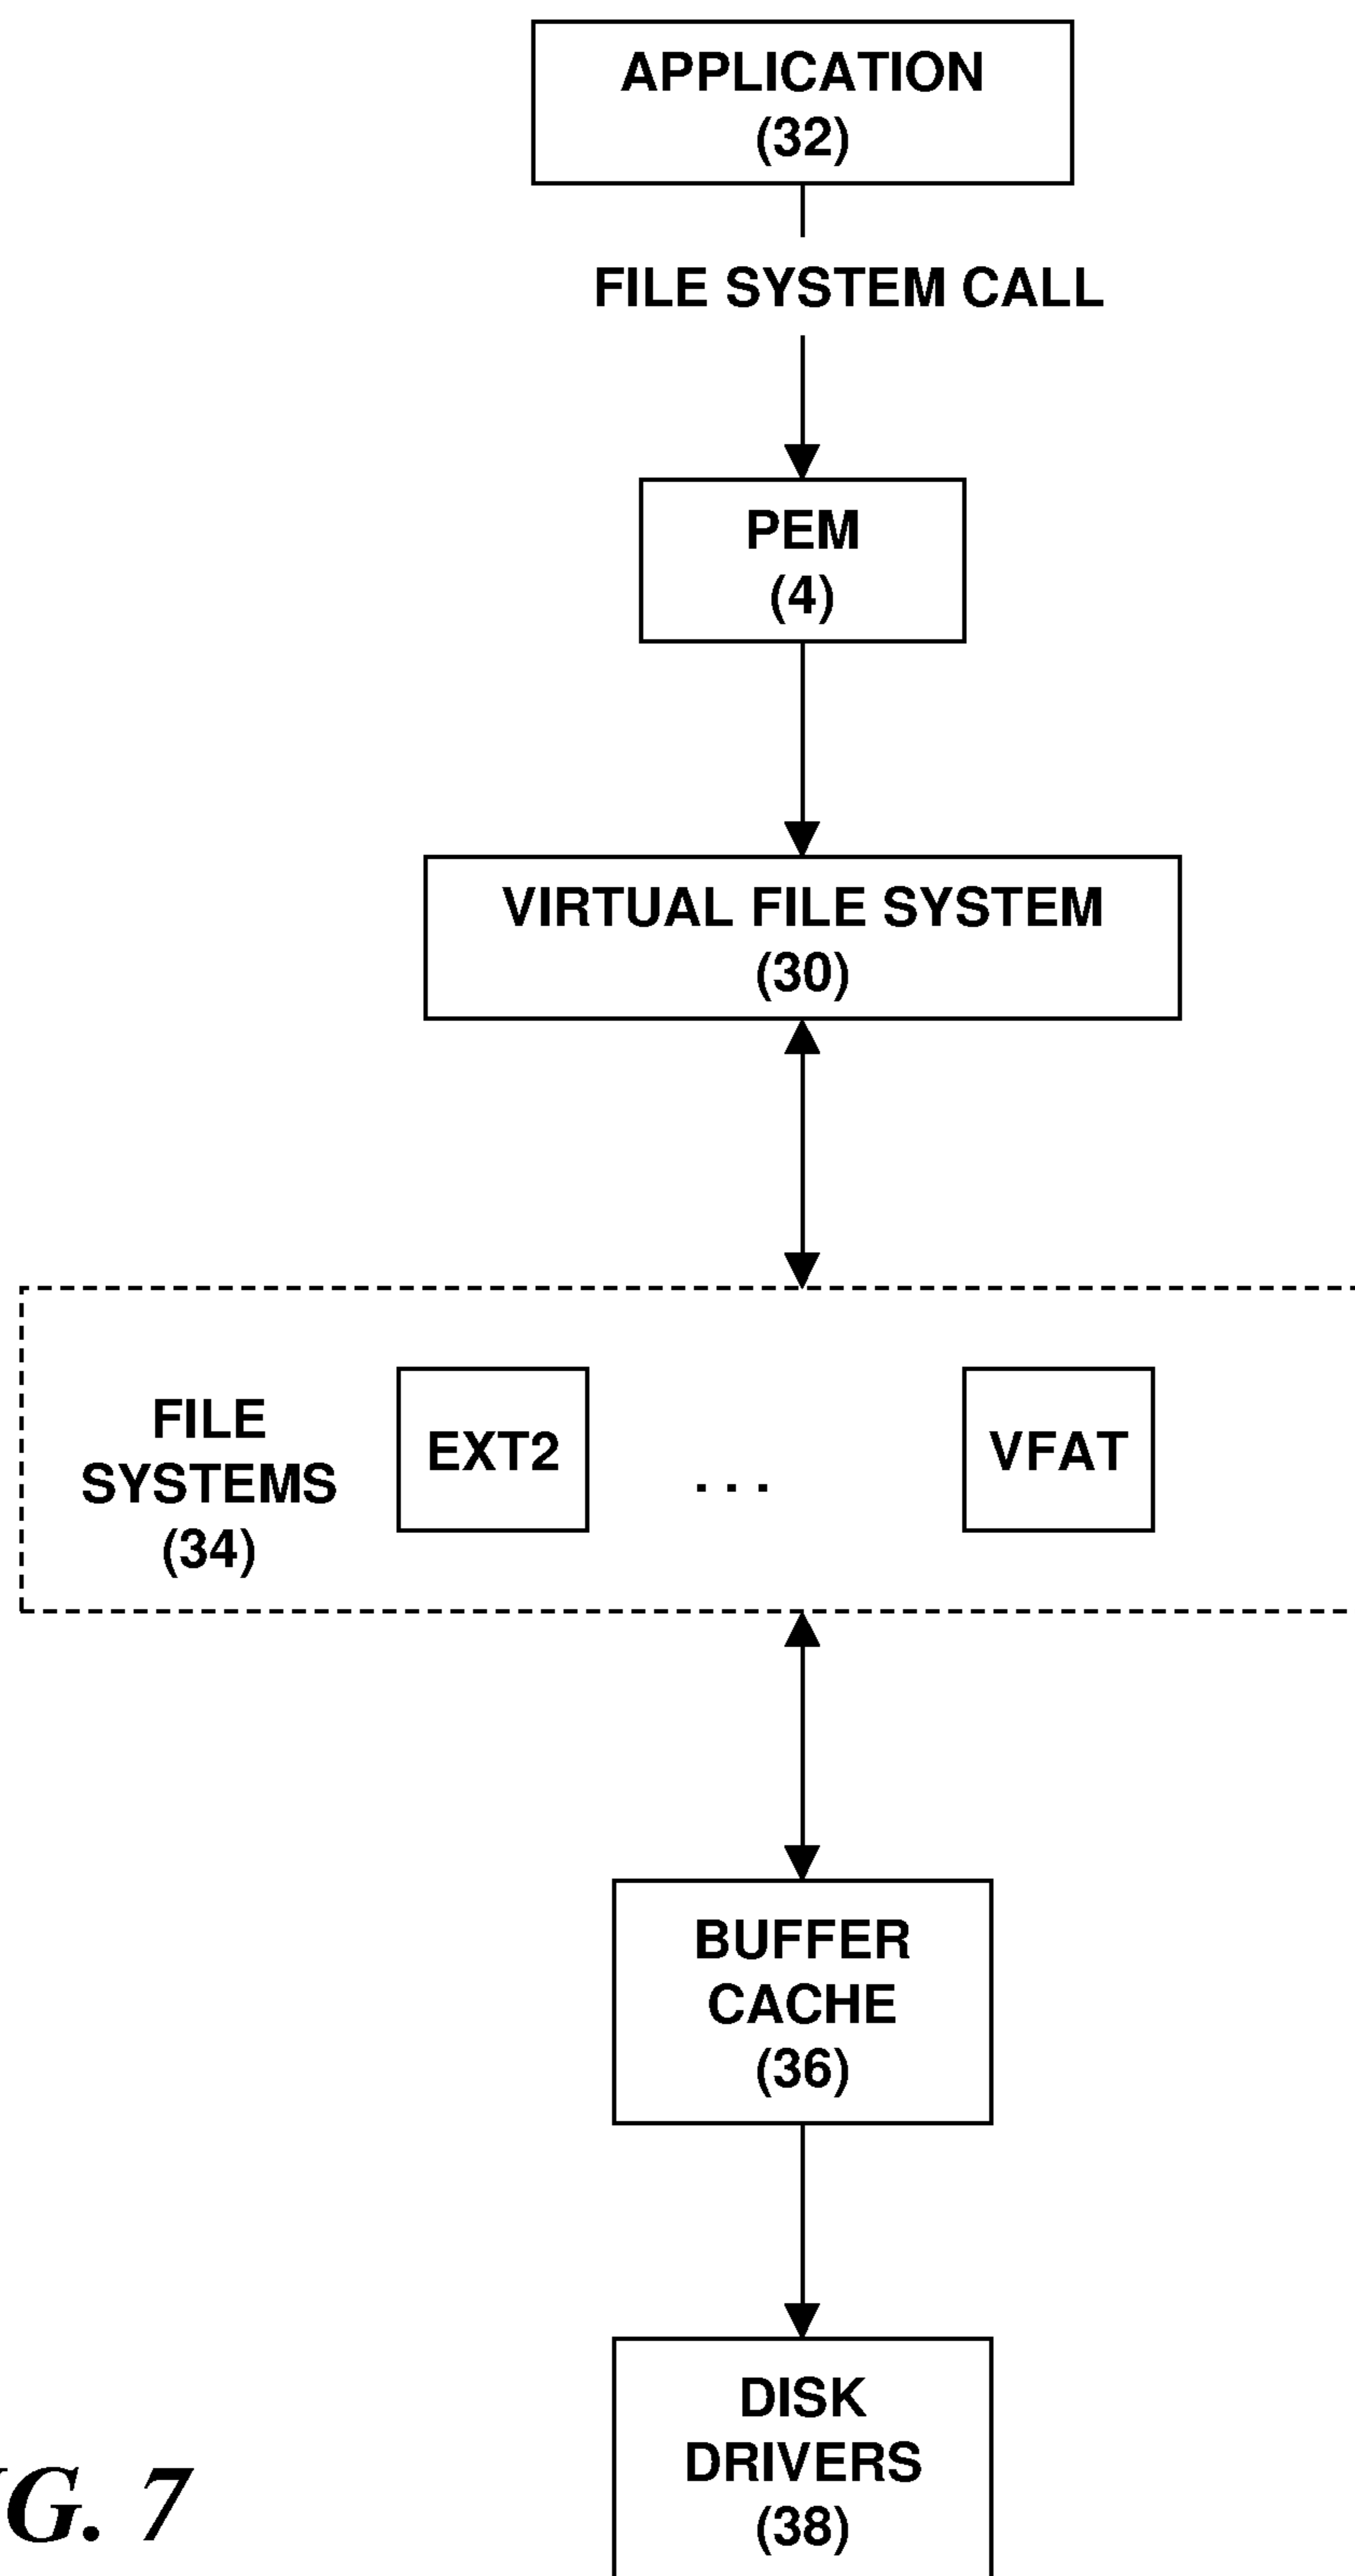 APPLICATION
(32)
FILE SYSTEM CALL
PEM
(4)
VIRTUAL FILE SYSTEM
(30)
FILE
SYSTEMS
(34)
EXT2
...
VFAT
BUFFER
CACHE
(36)
DISK
DRIVERS
(38)
G. 7